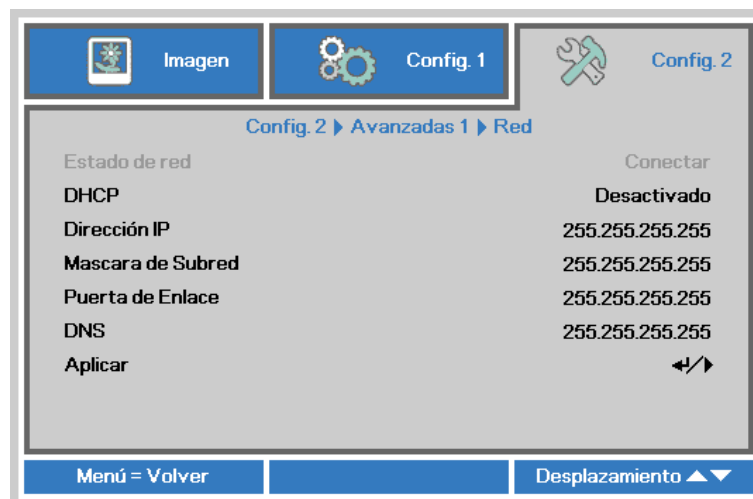 Imagen
Config. 1
Config. 2
Config. 2 ▶ Avanzadas 1 ▶ Red
Estado de red Conectar
DHCP Desactivado
Dirección IP 255.255.255.255
Mascara de Subred 255.255.255.255
Puerta de Enlace 255.255.255.255
DNS 255.255.255.255
Aplicar ↵/▶
Menú = Volver
Desplazamiento ▲▼